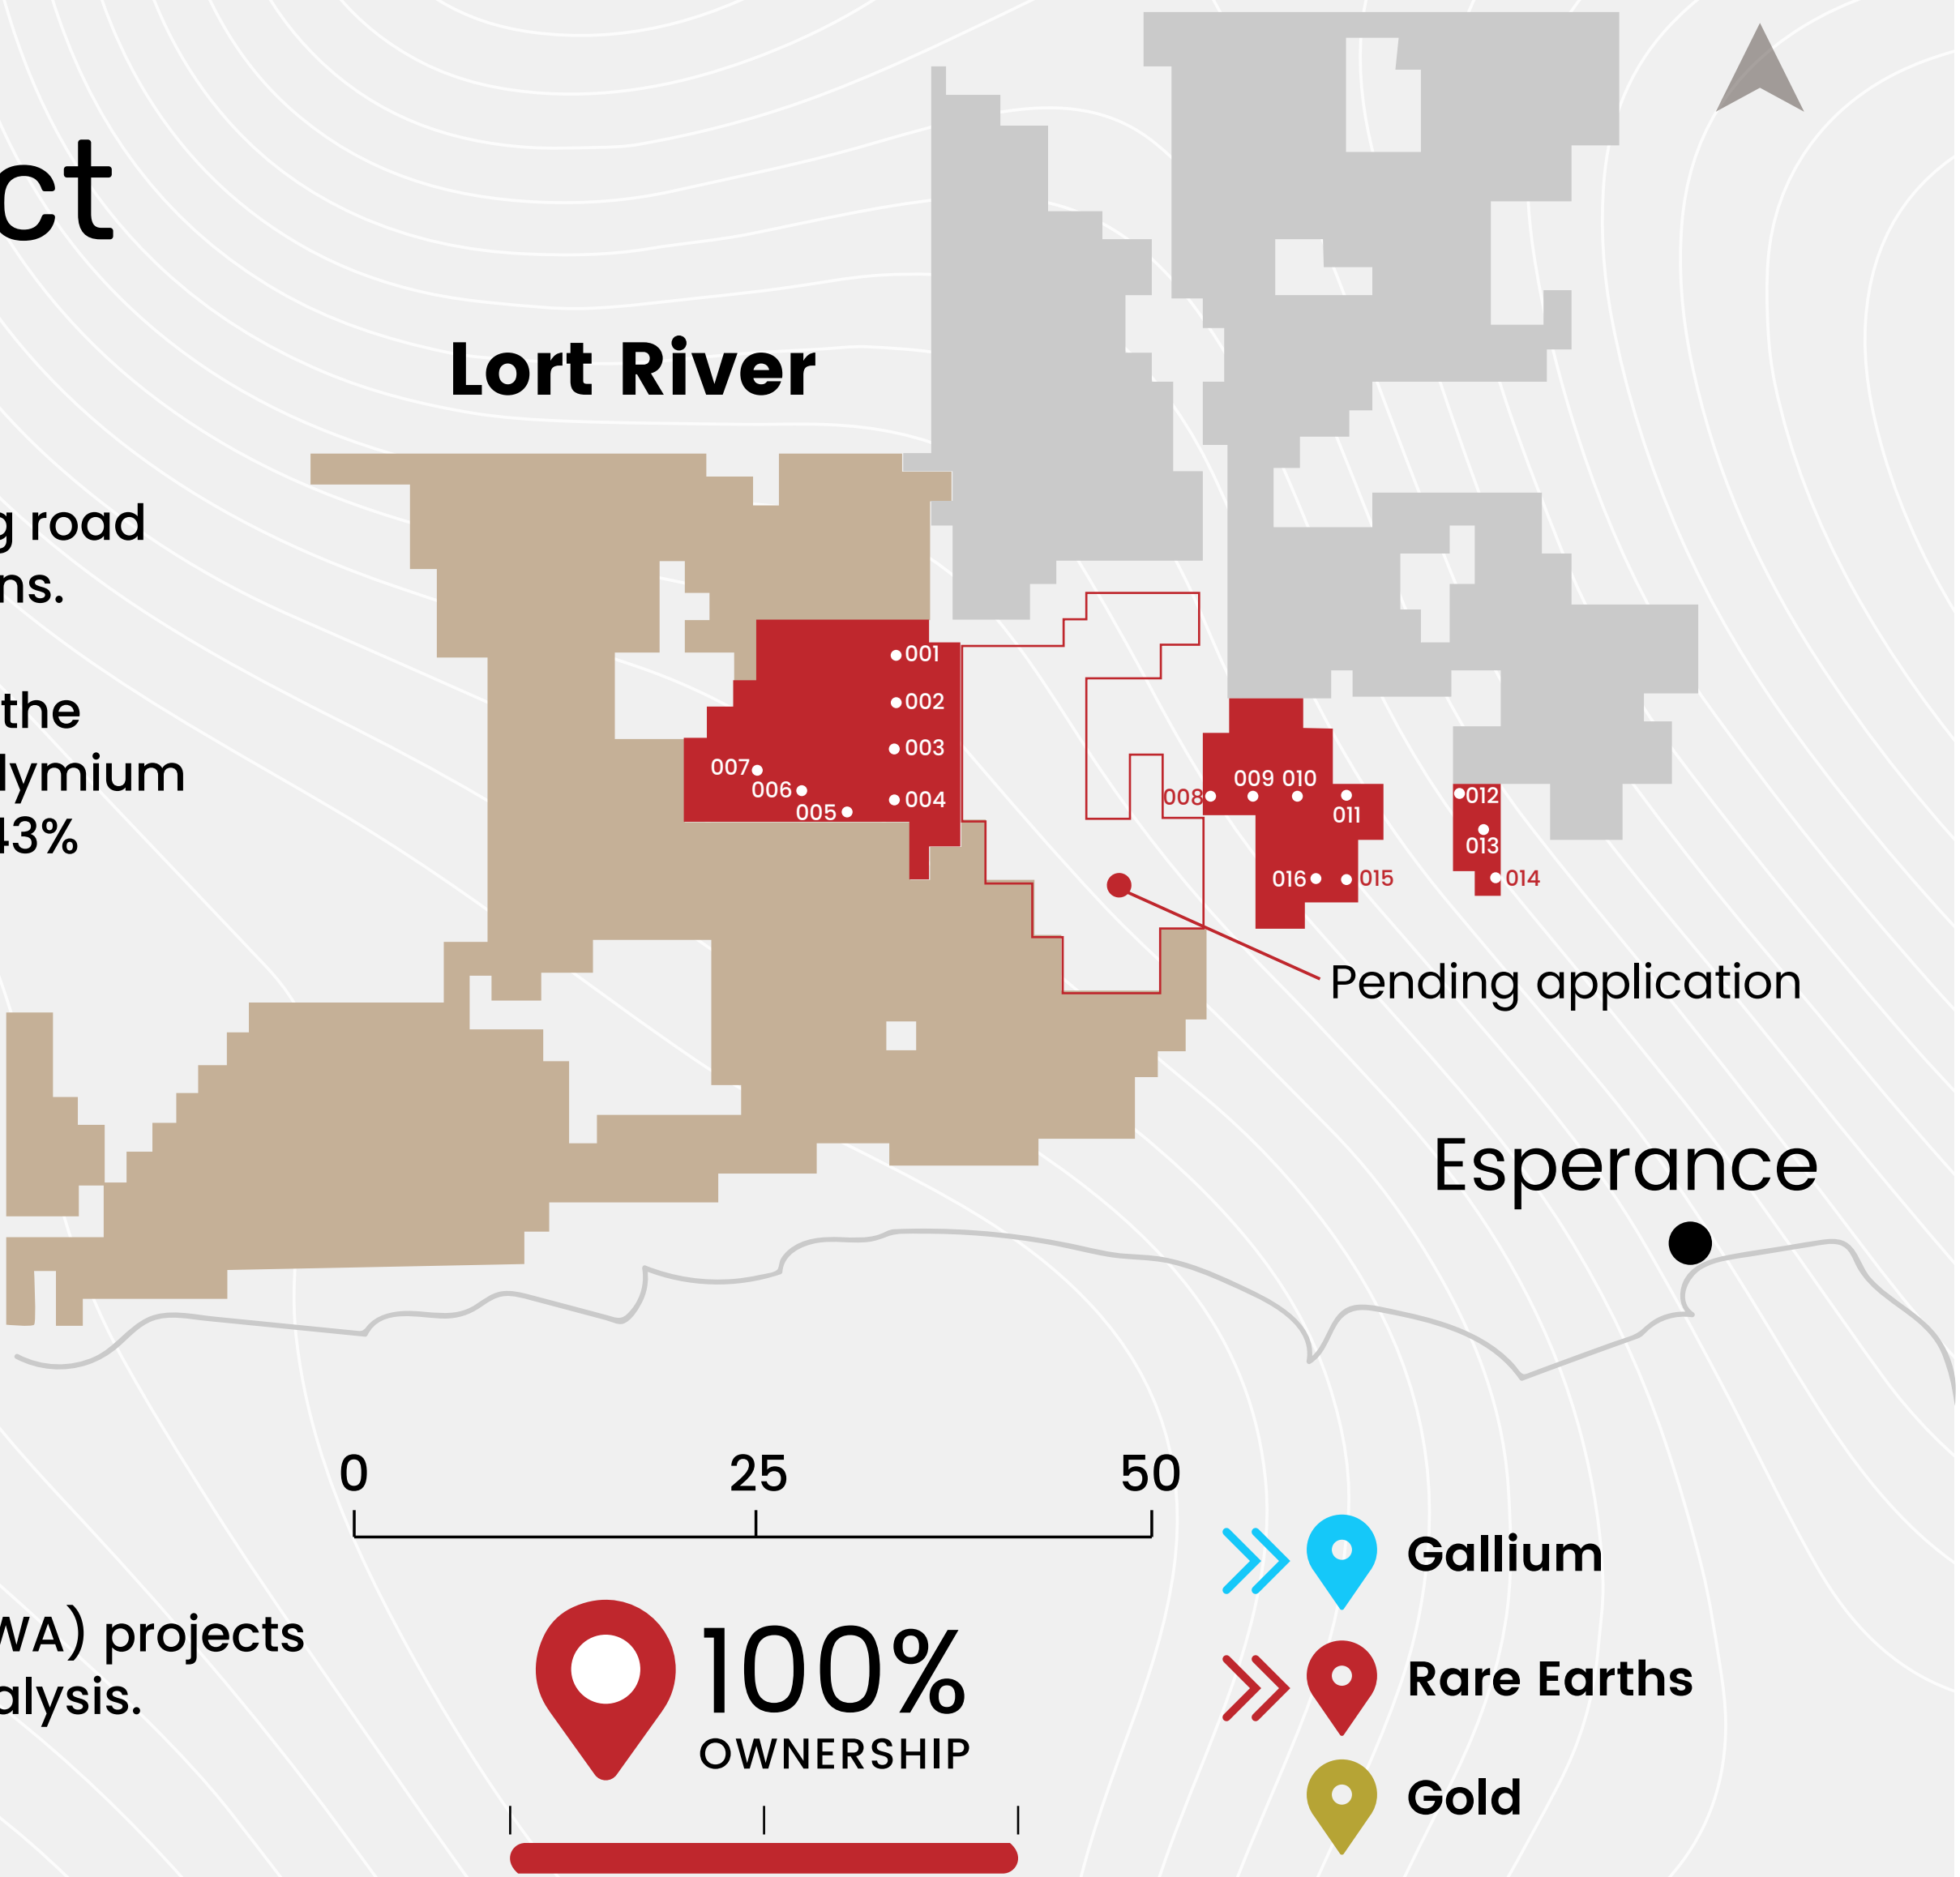 ct
Lort River
g road
ns.
the
lymium
43%
001
002
003
004
007
006
005
008
009 010
011
012
013
014
016
015
Pending application
Esperance
0 25 50
WA) projects
alysis.
100%
OWNERSHIP
Gallium
Rare Earths
Gold